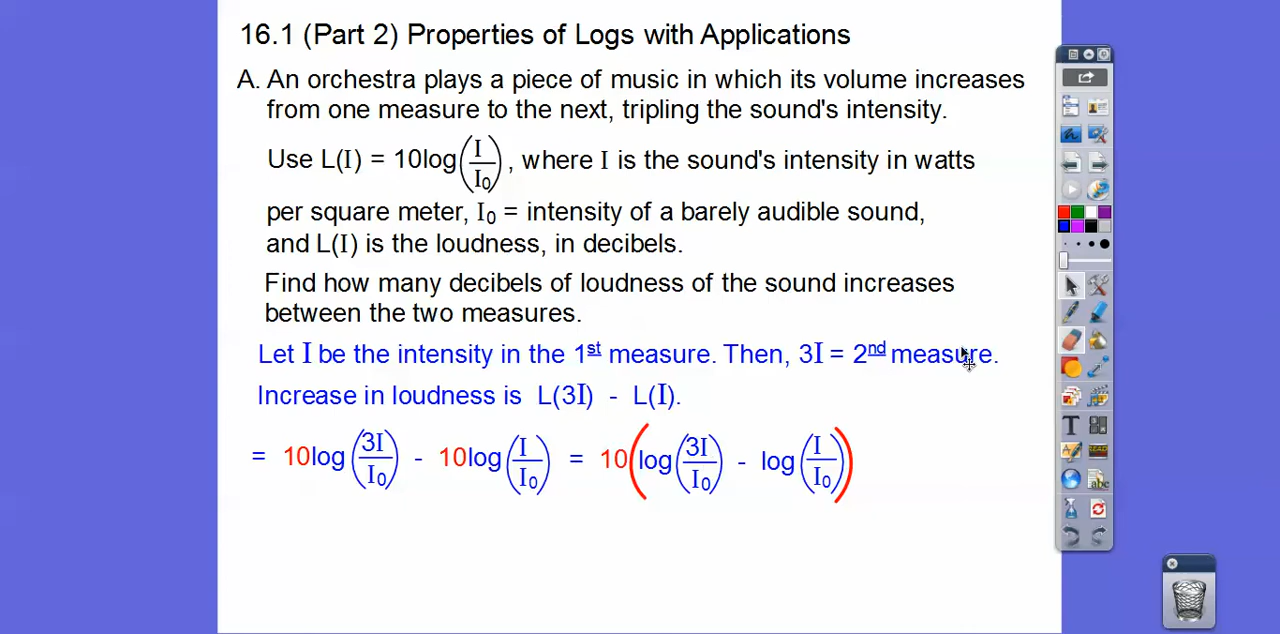 16.1 (Part 2) Properties of Logs with Applications
A. An orchestra plays a piece of music in which its volume increases
from one measure to the next, tripling the sound's intensity.
Use L(I) = 10log(I/I₀), where I is the sound's intensity in watts
per square meter, I₀ = intensity of a barely audible sound,
and L(I) is the loudness, in decibels.
Find how many decibels of loudness of the sound increases
between the two measures.
Let I be the intensity in the 1st measure. Then, 3I = 2nd measure.
Increase in loudness is L(3I) - L(I).
= 10log(3I/I₀) - 10log(I/I₀) = 10(log(3I/I₀) - log(I/I₀))